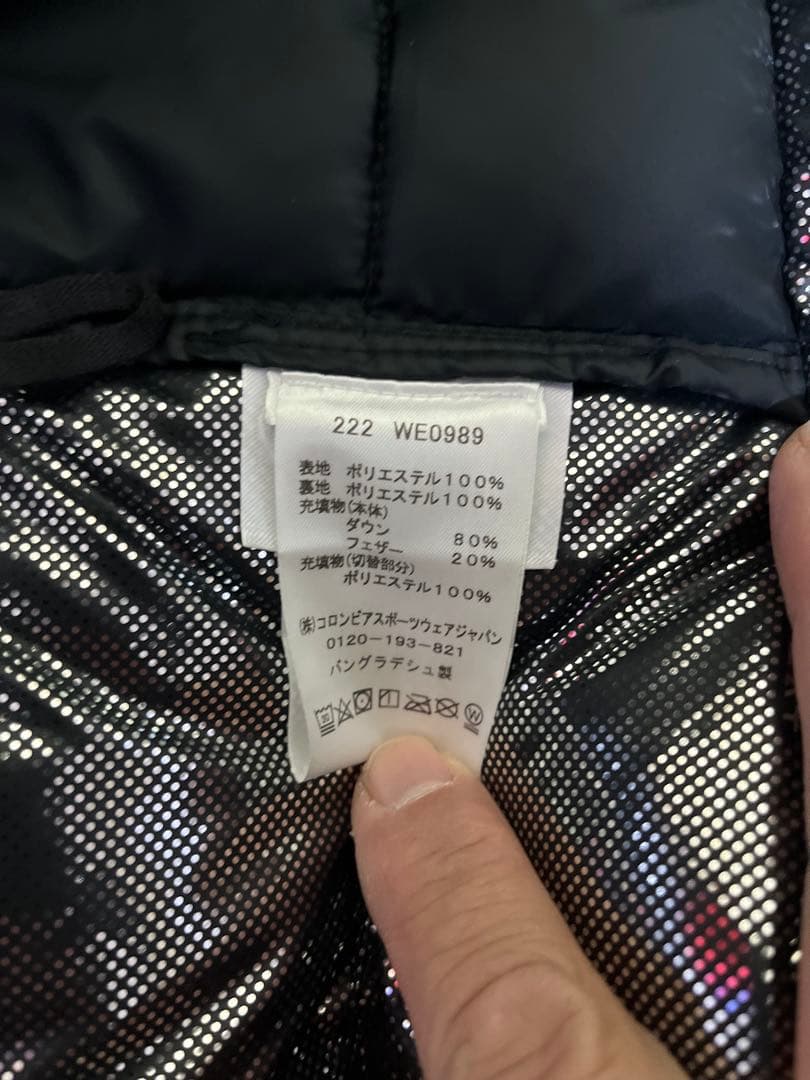 222 WE0989
表地 ポリエステル100%
裏地 ポリエステル100%
充填物(本体)
ダウン 80%
フェザー 20%
充填物(切替部分)
ポリエステル100%
(株)コロンビアスポーツウェアジャパン
0120-193-821
バングラデシュ製
30
W